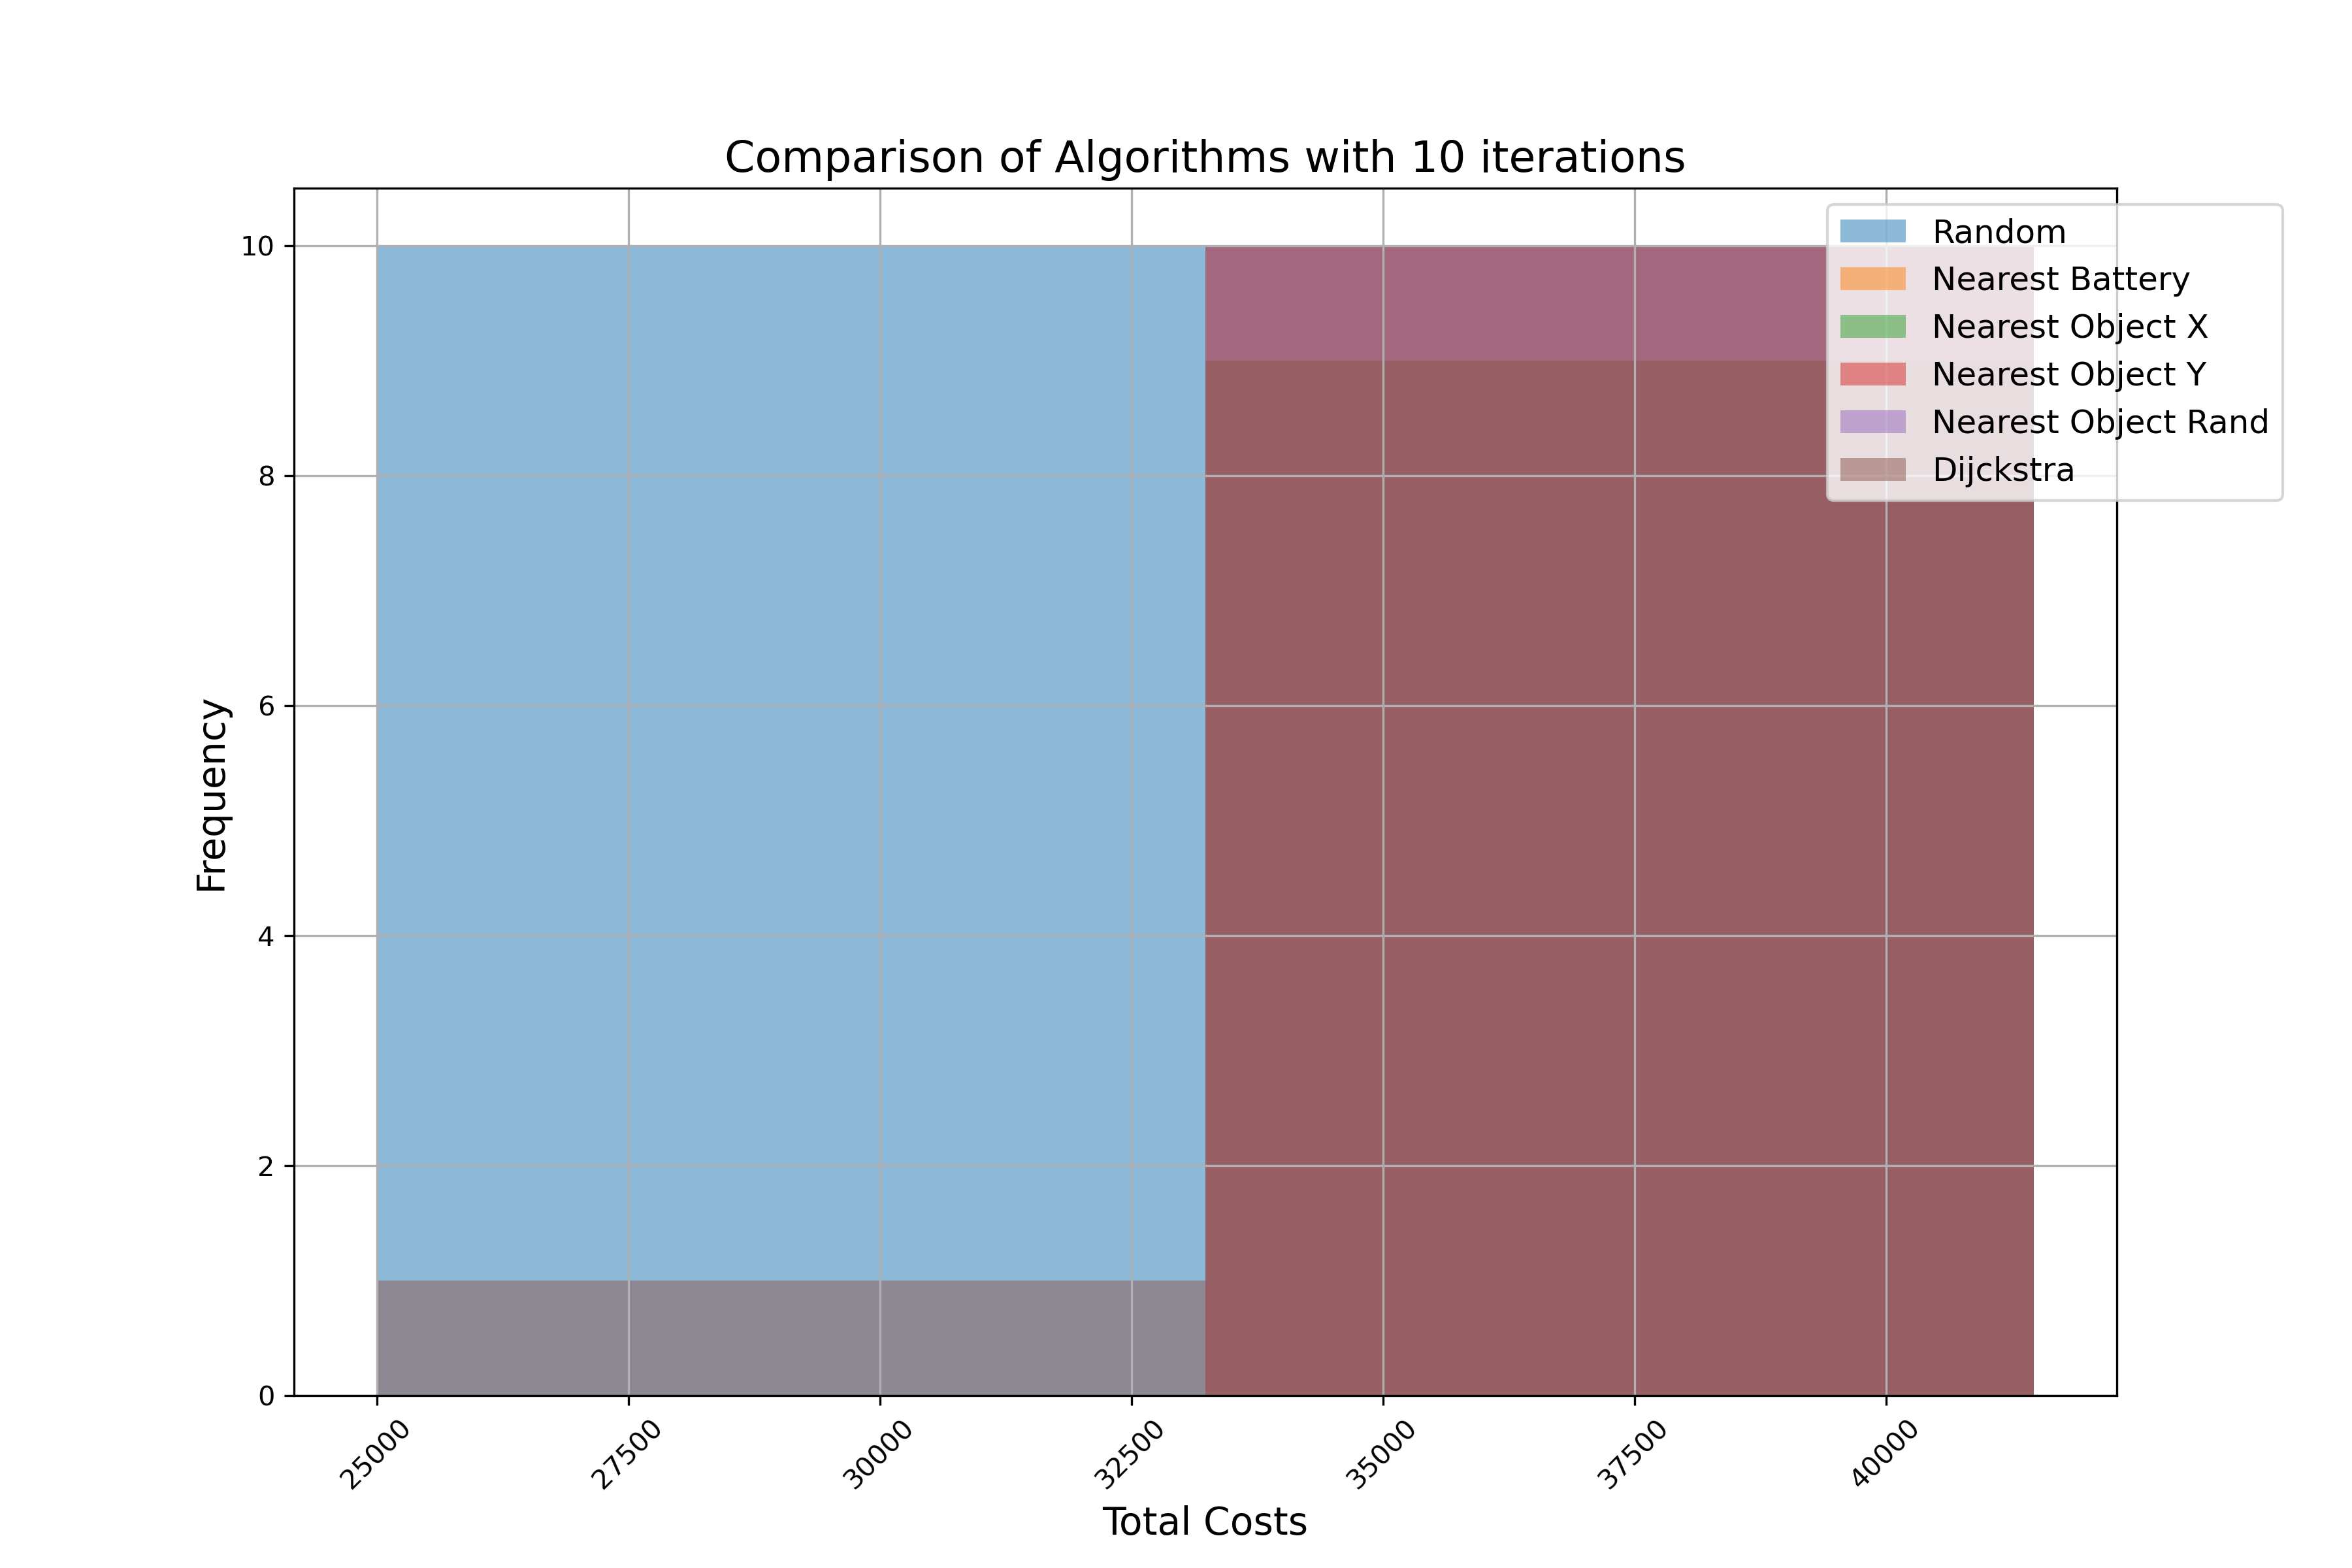 Comparison of Algorithms with 10 iterations
Random
Nearest Battery
Nearest Object X
Nearest Object Y
Nearest Object Rand
Dijckstra
Frequency
10
8
6
4
2
0
25000
27500
30000
32500
35000
37500
40000
Total Costs